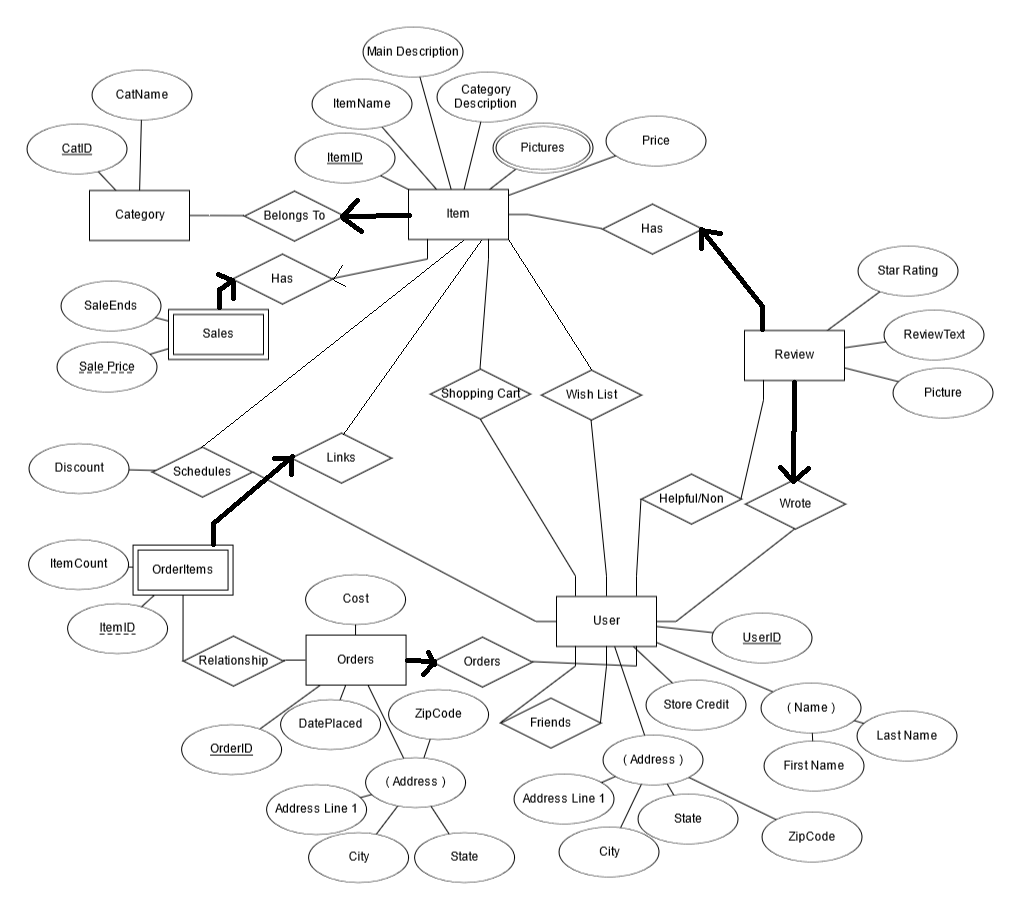 Main Description
CatName
Category
Description
ItemName
Price
CatID
Pictures
ItemID
Category
Belongs To
Item
Has
Has
Star Rating
SaleEnds
Sales
ReviewText
Review
Sale Price
Picture
Shopping Cart
Wish List
Discount
Schedules
Links
Helpful/Non
Wrote
ItemCount
OrderItems
Cost
ItemID
User
UserID
Relationship
Orders
Orders
Store Credit
( Name )
ZipCode
DatePlaced
Friends
Last Name
OrderID
( Address )
First Name
( Address )
Address Line 1
Address Line 1
State
ZipCode
City
State
City